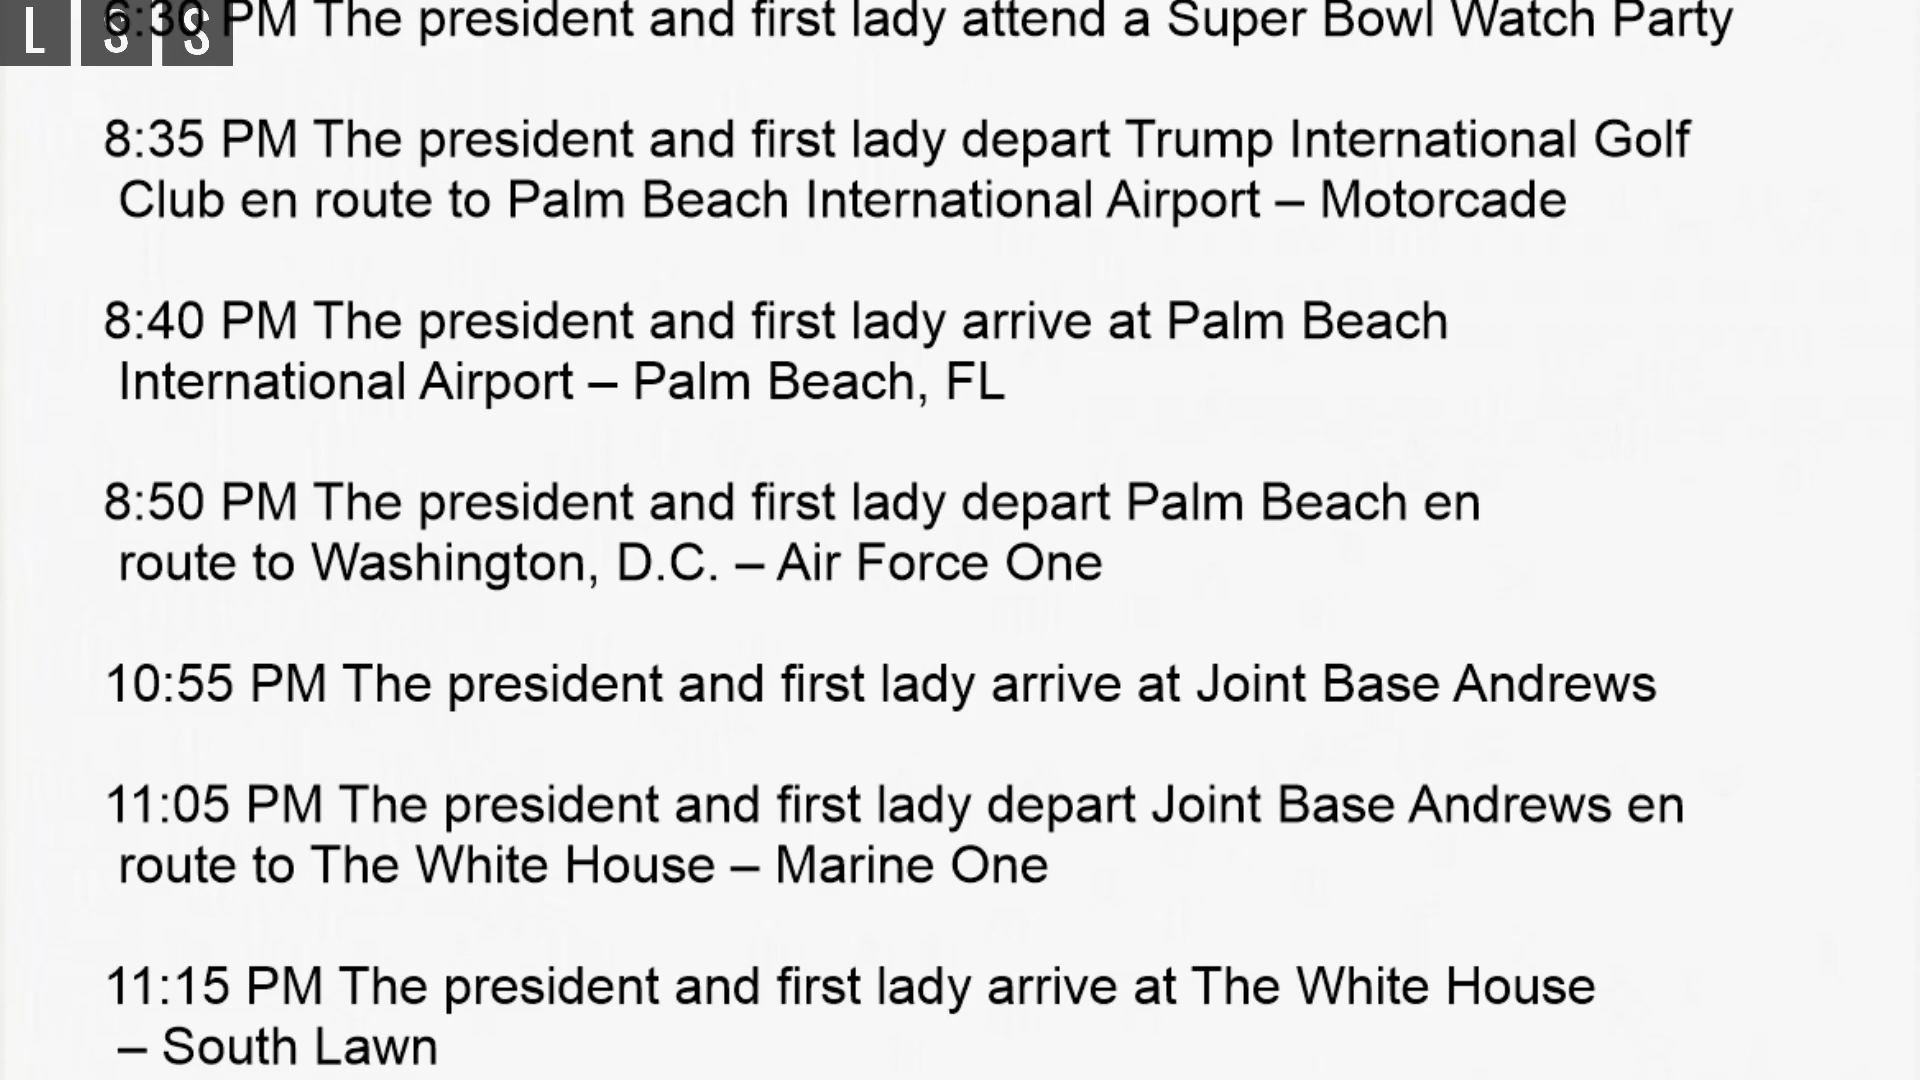 L S S
6:30 PM The president and first lady attend a Super Bowl Watch Party
8:35 PM The president and first lady depart Trump International Golf
Club en route to Palm Beach International Airport – Motorcade
8:40 PM The president and first lady arrive at Palm Beach
International Airport – Palm Beach, FL
8:50 PM The president and first lady depart Palm Beach en
route to Washington, D.C. – Air Force One
10:55 PM The president and first lady arrive at Joint Base Andrews
11:05 PM The president and first lady depart Joint Base Andrews en
route to The White House – Marine One
11:15 PM The president and first lady arrive at The White House
– South Lawn